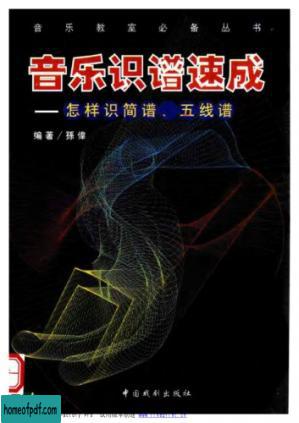 音乐教室必备丛书
音乐识谱速成
——怎样识简谱、五线谱
编著/孫偉
中国戏剧出版社
homeofpdf.com